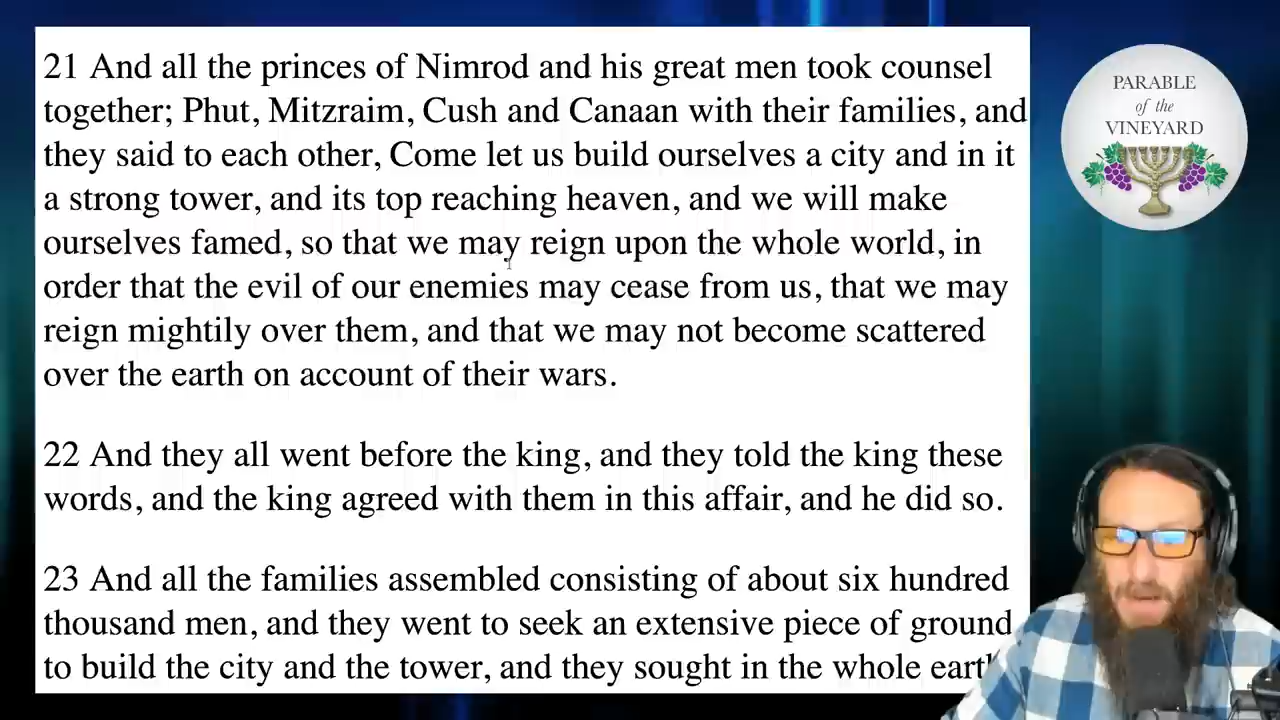 21 And all the princes of Nimrod and his great men took counsel
together; Phut, Mitzraim, Cush and Canaan with their families, and
they said to each other, Come let us build ourselves a city and in it
a strong tower, and its top reaching heaven, and we will make
ourselves famed, so that we may reign upon the whole world, in
order that the evil of our enemies may cease from us, that we may
reign mightily over them, and that we may not become scattered
over the earth on account of their wars.
22 And they all went before the king, and they told the king these
words, and the king agreed with them in this affair, and he did so.
23 And all the families assembled consisting of about six hundred
thousand men, and they went to seek an extensive piece of ground
to build the city and the tower, and they sought in the whole
PARABLE
of the
VINEYARD